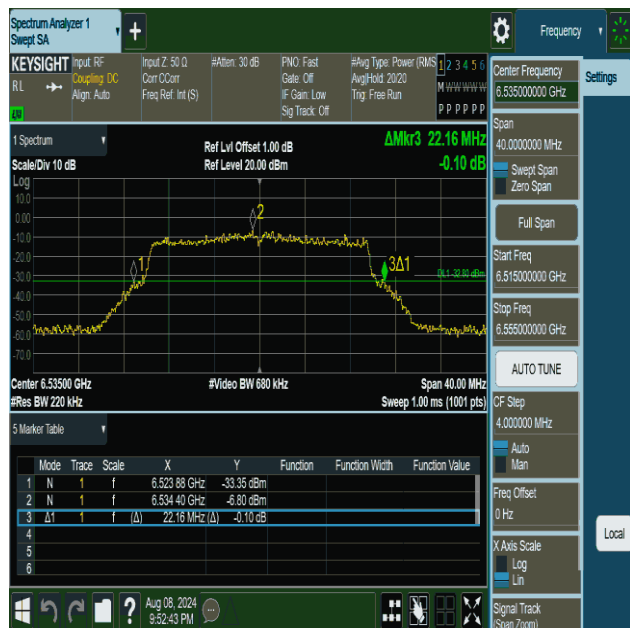 Spectrum Analyzer 1
Swept SA
+
Frequency
KEYSIGHT
RL
Input: RF
Coupling: DC
Align: Auto
Input Z: 50 Ω
Corr CCorr
Freq Ref: Int (S)
#Atten: 30 dB
PNO: Fast
Gate: Off
IF Gain: Low
Sig Track: Off
#Avg Type: Power (RMS
Avg|Hold: 20/20
Trig: Free Run
1 2 3 4 5 6
M W W W W W
P P P P P P
1 Spectrum
Scale/Div 10 dB
Ref Lvl Offset 1.00 dB
Ref Level 20.00 dBm
ΔMkr3 22.16 MHz
-0.10 dB
Log
10.0
0.00
-10.0
-20.0
-30.0
-40.0
-50.0
-60.0
-70.0
1
2
3Δ1
DL1 -32.80 dBm
Center 6.53500 GHz
#Video BW 680 kHz
Span 40.00 MHz
#Res BW 220 kHz
Sweep 1.00 ms (1001 pts)
5 Marker Table
Mode Trace Scale X Y Function Function Width Function Value
1 N 1 f 6.523 88 GHz -33.35 dBm
2 N 1 f 6.534 40 GHz -6.80 dBm
3 Δ1 1 f (Δ) 22.16 MHz (Δ) -0.10 dB
4
5
6
?
Aug 08, 2024
9:52:43 PM
Center Frequency
6.535000000 GHz
Span
40.0000000 MHz
Swept Span
Zero Span
Full Span
Start Freq
6.515000000 GHz
Stop Freq
6.555000000 GHz
AUTO TUNE
CF Step
4.000000 MHz
Auto
Man
Freq Offset
0 Hz
X Axis Scale
Log
Lin
Signal Track
(Span Zoom)
Settings
Local